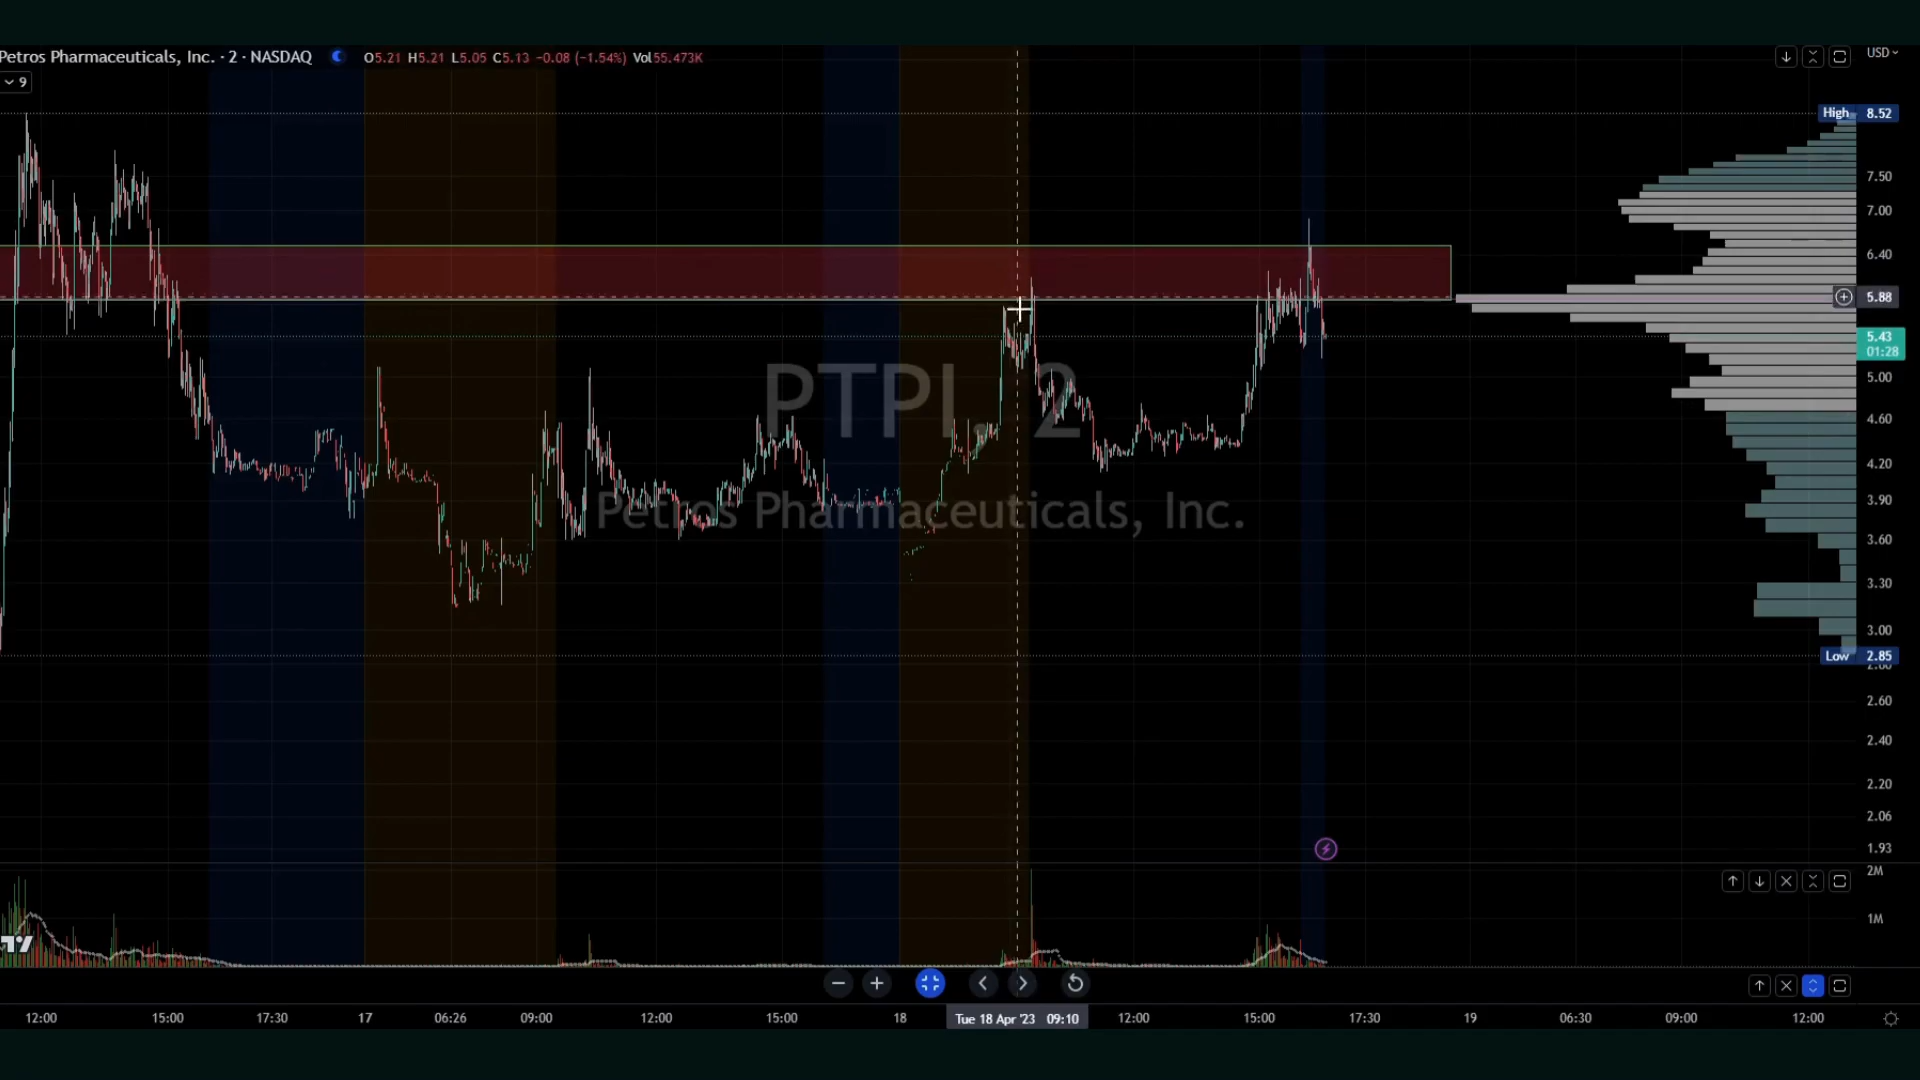 Petros Pharmaceuticals, Inc. · 2 · NASDAQ O5.21 H5.21 L5.05 C5.13 −0.08 (−1.54%) Vol55.473K
USD
9
High 8.52
7.50
7.00
6.40
5.88
5.43
01:28
5.00
4.60
4.20
3.90
3.60
3.30
3.00
Low 2.85
2.60
2.40
2.20
2.06
1.93
PTPI, 2
Petros Pharmaceuticals, Inc.
2M
1M
12:00 15:00 17:30 17 06:26 09:00 12:00 15:00 18 Tue 18 Apr '23 09:10 12:00 15:00 17:30 19 06:30 09:00 12:00